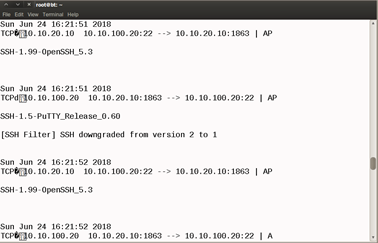 root@bt: ~
File Edit View Terminal Help
Sun Jun 24 16:21:51 2018
TCP 10.10.20.10 10.10.100.20:22 --> 10.10.20.10:1863 | AP
SSH-1.99-OpenSSH_5.3
Sun Jun 24 16:21:51 2018
TCPd 10.10.100.20 10.10.20.10:1863 --> 10.10.100.20:22 | AP
SSH-1.5-PuTTY_Release_0.60
[SSH Filter] SSH downgraded from version 2 to 1
Sun Jun 24 16:21:52 2018
TCP 10.10.20.10 10.10.100.20:22 --> 10.10.20.10:1863 | AP
SSH-1.99-OpenSSH_5.3
Sun Jun 24 16:21:52 2018
TCP 10.10.100.20 10.10.20.10:1863 --> 10.10.100.20:22 | A